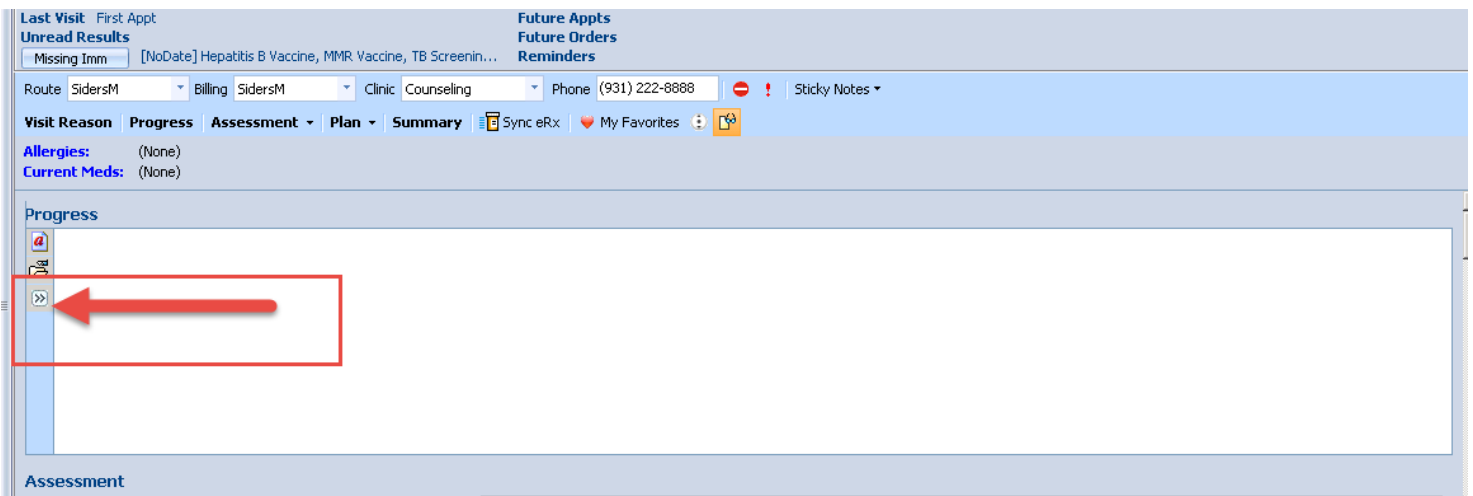 Last Visit First Appt Future Appts
Unread Results Future Orders
Missing Imm [NoDate] Hepatitis B Vaccine, MMR Vaccine, TB Screenin... Reminders
Route SidersM Billing SidersM Clinic Counseling Phone (931) 222-8888 Sticky Notes
Visit Reason Progress Assessment Plan Summary Sync eRx My Favorites
Allergies: (None)
Current Meds: (None)
Progress
a
Assessment